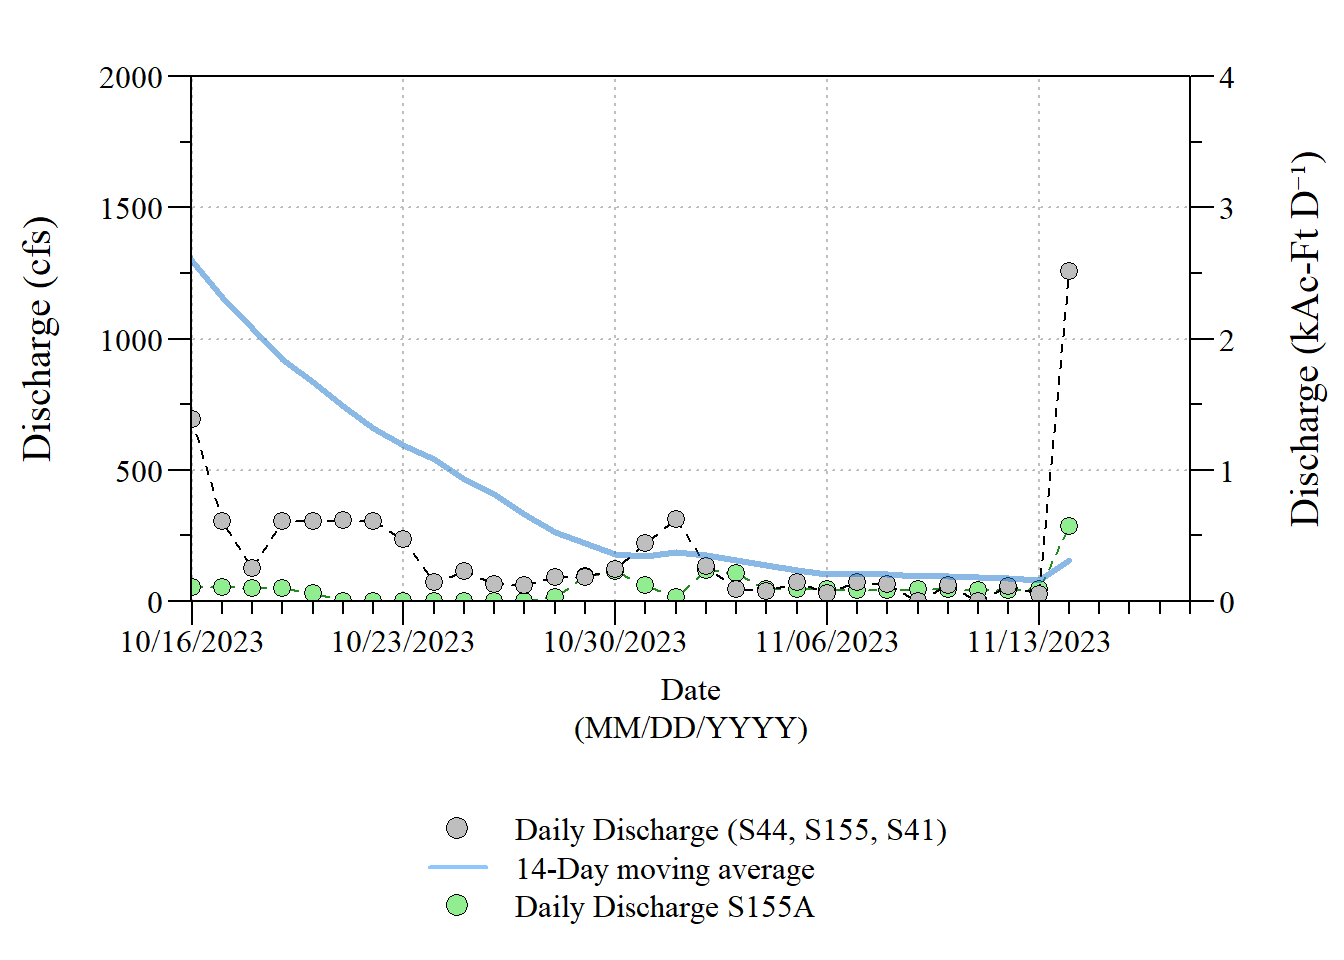 2000
1500
1000
500
0
Discharge (cfs)
4
3
2
1
0
Discharge (kAc-Ft D⁻¹)
10/16/2023 10/23/2023 10/30/2023 11/06/2023 11/13/2023
Date
(MM/DD/YYYY)
Daily Discharge (S44, S155, S41)
14-Day moving average
Daily Discharge S155A